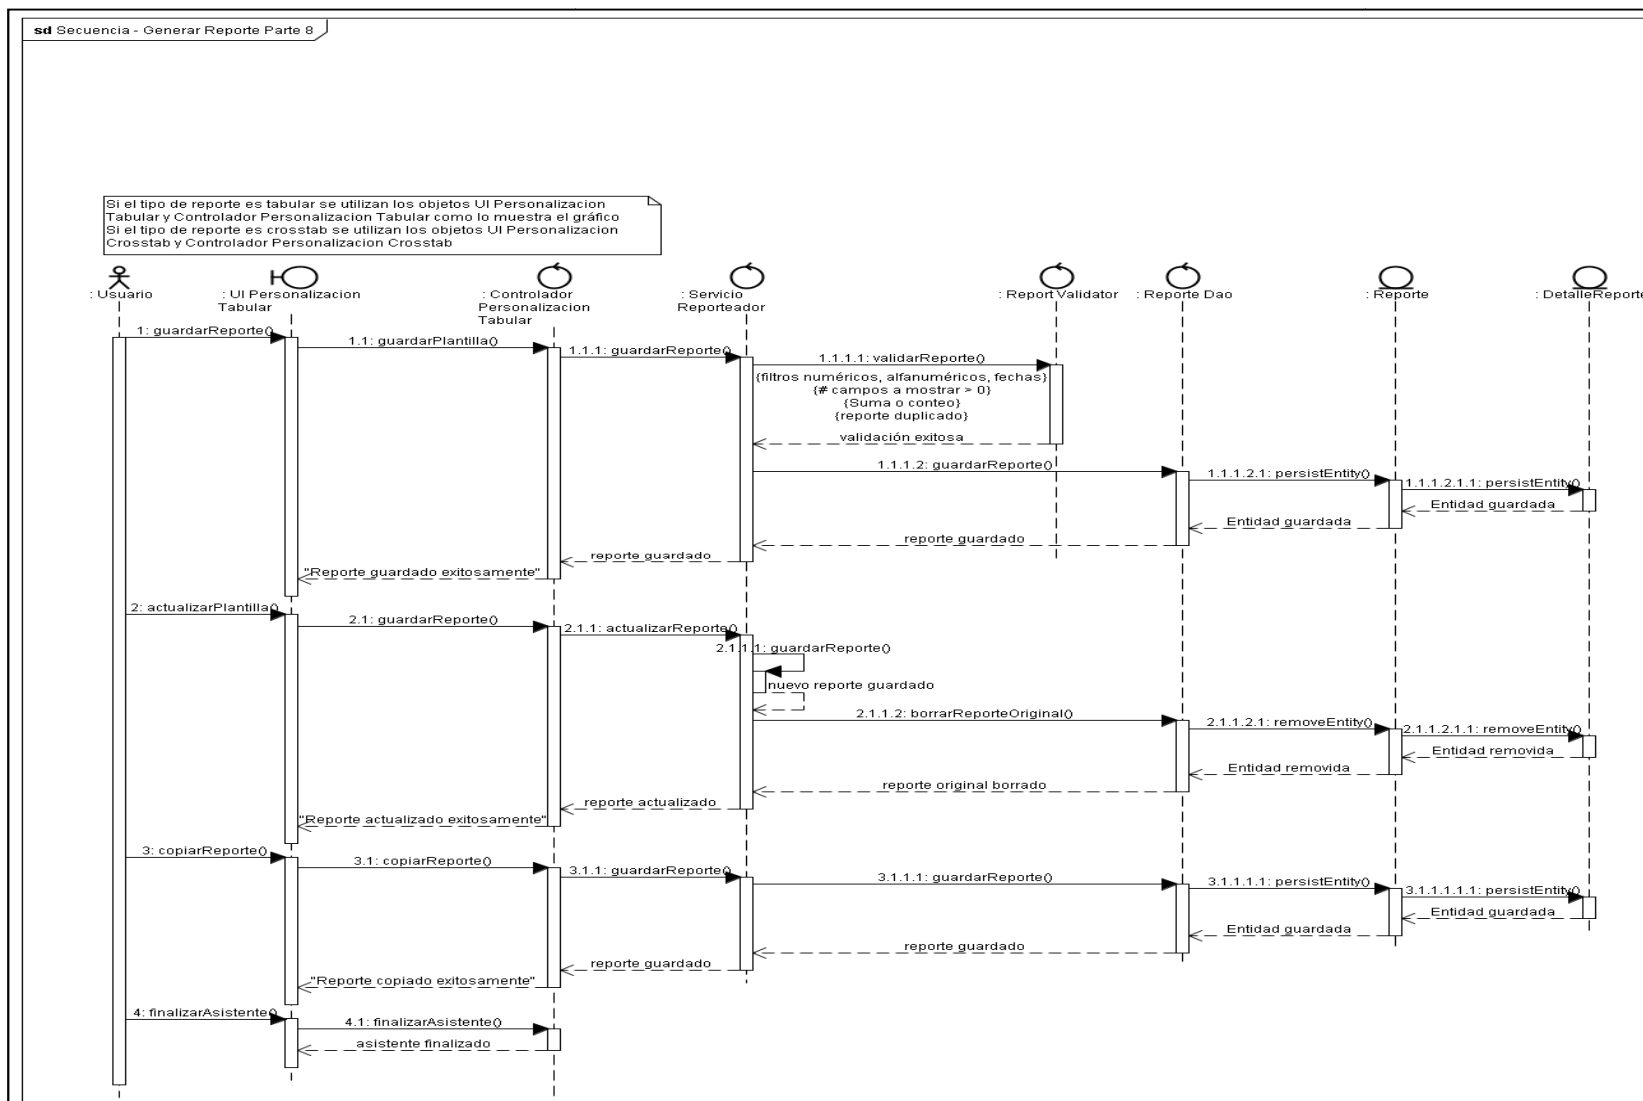 sd Secuencia - Generar Reporte Parte 8
Si el tipo de reporte es tabular se utilizan los objetos UI Personalizacion
Tabular y Controlador Personalizacion Tabular como lo muestra el gráfico
Si el tipo de reporte es crosstab se utilizan los objetos UI Personalizacion
Crosstab y Controlador Personalizacion Crosstab
: Usuario
: UI Personalizacion
Tabular
: Controlador
Personalizacion
Tabular
: Servicio
Reporteador
: Report Validator
: Reporte Dao
: Reporte
: DetalleReporte
1: guardarReporte()
1.1: guardarPlantilla()
1.1.1: guardarReporte()
1.1.1.1: validarReporte()
{filtros numéricos, alfanuméricos, fechas}
{# campos a mostrar > 0}
{Suma o conteo}
{reporte duplicado}
validación exitosa
1.1.1.2: guardarReporte()
1.1.1.2.1: persistEntity()
1.1.1.2.1.1: persistEntity()
Entidad guardada
Entidad guardada
reporte guardado
reporte guardado
"Reporte guardado exitosamente"
2: actualizarPlantilla()
2.1: guardarReporte()
2.1.1: actualizarReporte()
2.1.1.1: guardarReporte()
nuevo reporte guardado
2.1.1.2: borrarReporteOriginal()
2.1.1.2.1: removeEntity()
2.1.1.2.1.1: removeEntity()
Entidad removida
Entidad removida
reporte original borrado
reporte actualizado
"Reporte actualizado exitosamente"
3: copiarReporte()
3.1: copiarReporte()
3.1.1: guardarReporte()
3.1.1.1: guardarReporte()
3.1.1.1.1: persistEntity()
3.1.1.1.1.1: persistEntity()
Entidad guardada
Entidad guardada
reporte guardado
reporte guardado
"Reporte copiado exitosamente"
4: finalizarAsistente()
4.1: finalizarAsistente()
asistente finalizado